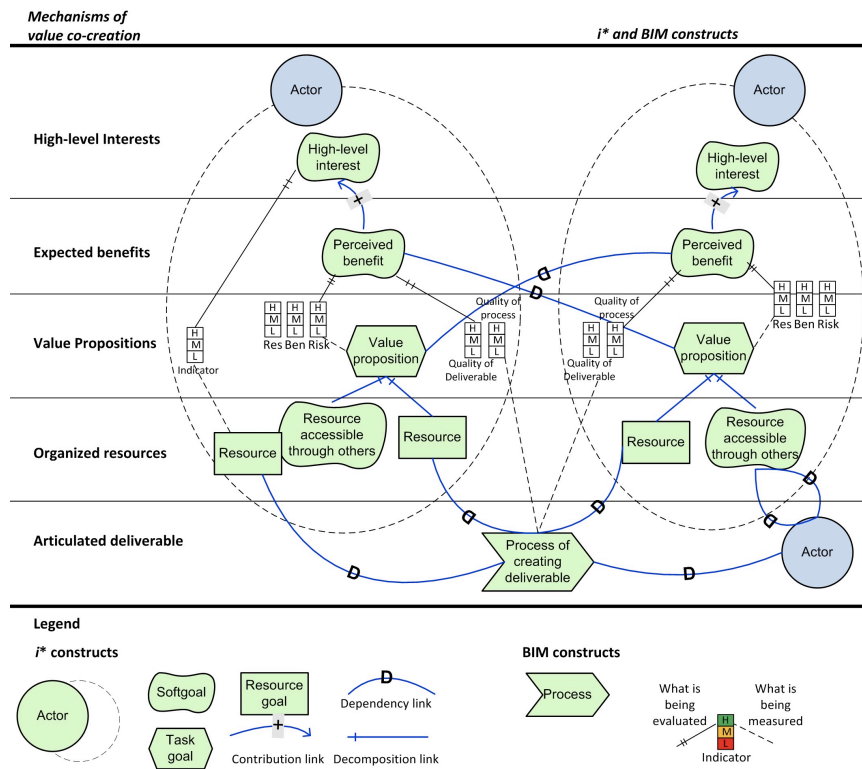 Mechanisms of
value co-creation
i* and BIM constructs
Actor
Actor
High-level Interests
High-level
interest
High-level
interest
+
+
Expected benefits
Perceived
benefit
Perceived
benefit
D
D
Value Propositions
H H H
M M M
L L L
Res Ben Risk
H
M
L
Indicator
Value
proposition
Quality of
process
H H
M M
L L
Quality of
Deliverable
Quality of
process
H H
M M
L L
Quality of
Deliverable
Value
proposition
H H H
M M M
L L L
Res Ben Risk
Organized resources
Resource
Resource
accessible
through others
Resource
Resource
Resource
accessible
through others
D
D
D
D
Articulated deliverable
D
Process of
creating
deliverable
D
Actor
Legend
i* constructs
Actor
Softgoal
Resource
goal
D
Dependency link
Task
goal
+
Contribution link
Decomposition link
BIM constructs
Process
What is
being
evaluated
What is
being
measured
H
M
L
Indicator